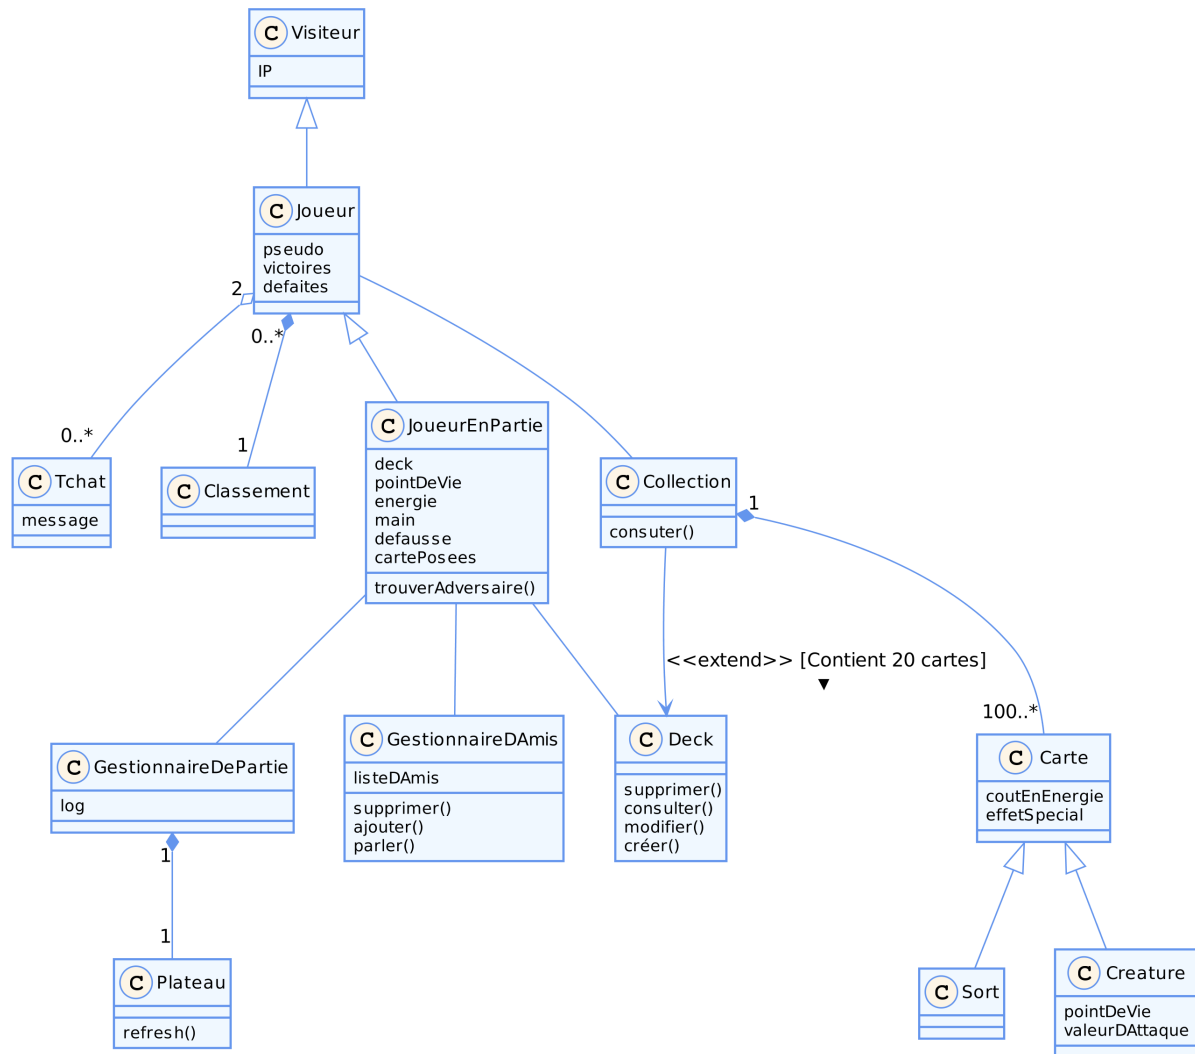 C Visiteur
IP
C Joueur
pseudo
victoires
defaites
2
0..*
0..*
1
C Tchat
message
C Classement
C JoueurEnPartie
deck
pointDeVie
energie
main
defausse
cartePosees
trouverAdversaire()
C Collection
consuter()
1
<<extend>> [Contient 20 cartes]
▼
100..*
C GestionnaireDePartie
log
C GestionnaireDAmis
listeDAmis
supprimer()
ajouter()
parler()
C Deck
supprimer()
consulter()
modifier()
créer()
C Carte
coutEnEnergie
effetSpecial
1
1
C Plateau
refresh()
C Sort
C Creature
pointDeVie
valeurDAttaque